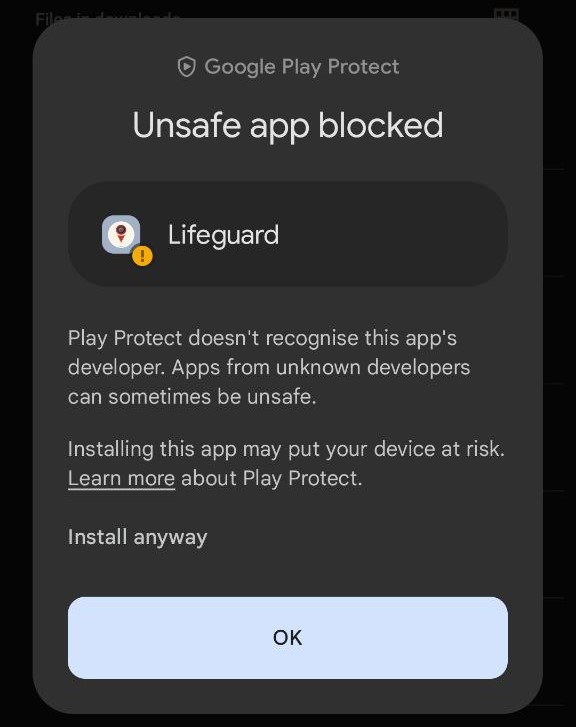 Files in downloads
Google Play Protect
Unsafe app blocked
Lifeguard
Play Protect doesn't recognise this app's
developer. Apps from unknown developers
can sometimes be unsafe.
Installing this app may put your device at risk.
Learn more about Play Protect.
Install anyway
OK